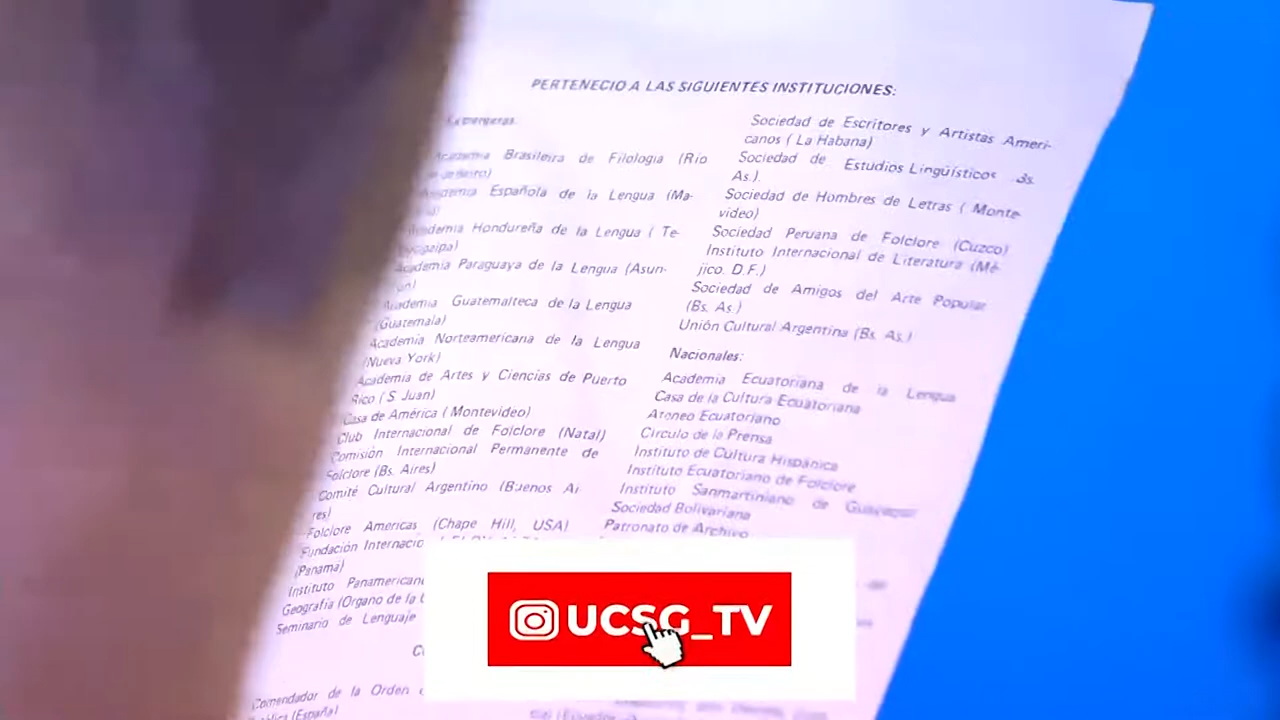 PERTENECIO A LAS SIGUIENTES INSTITUCIONES:
Brasileira de Filologia (Rio
Española de la Lengua (Ma-
Hondureña de la Lengua ( Te-
Academia Paraguaya de la Lengua (Asun-
Academia Guatemalteca de la Lengua
(Guatemala)
Academia Norteamericana de la Lengua
(Nueva York)
Academia de Artes y Ciencias de Puerto
Rico ( S Juan)
Casa de América ( Montevideo)
Club Internacional de Folclore (Natal)
Comisión Internacional Permanente de
Folclore (Bs. Aires)
Comité Cultural Argentino (Buenos Ai-
res)
Folclore Americas (Chape Hill, USA)
Fundación
(Panamá)
Instituto
Geografía (Organo de la
Seminario de Lenguaje
Comendador de la Orden
(España)
Sociedad de Escritores y Artistas Ameri-
canos ( La Habana)
Sociedad de Estudios Lingüísticos
As.).
Sociedad de Hombres de Letras ( Monte-
video)
Sociedad Peruana de Folclore (Cuzco)
Instituto Internacional de Literatura (Mé-
jico. D.F.)
Sociedad de Amigos del Arte Popular
(Bs. As.)
Unión Cultural Argentina (Bs. As.)
Nacionales:
Academia Ecuatoriana de la Lengua
Casa de la Cultura Ecuatoriana
Ateneo Ecuatoriano
Círculo de la Prensa
Instituto de Cultura Hispánica
Instituto Ecuatoriano de Folclore
Instituto Sanmartiniano de Guayaquil
Sociedad Bolivariana
Patronato de Archivo
UCSG_TV